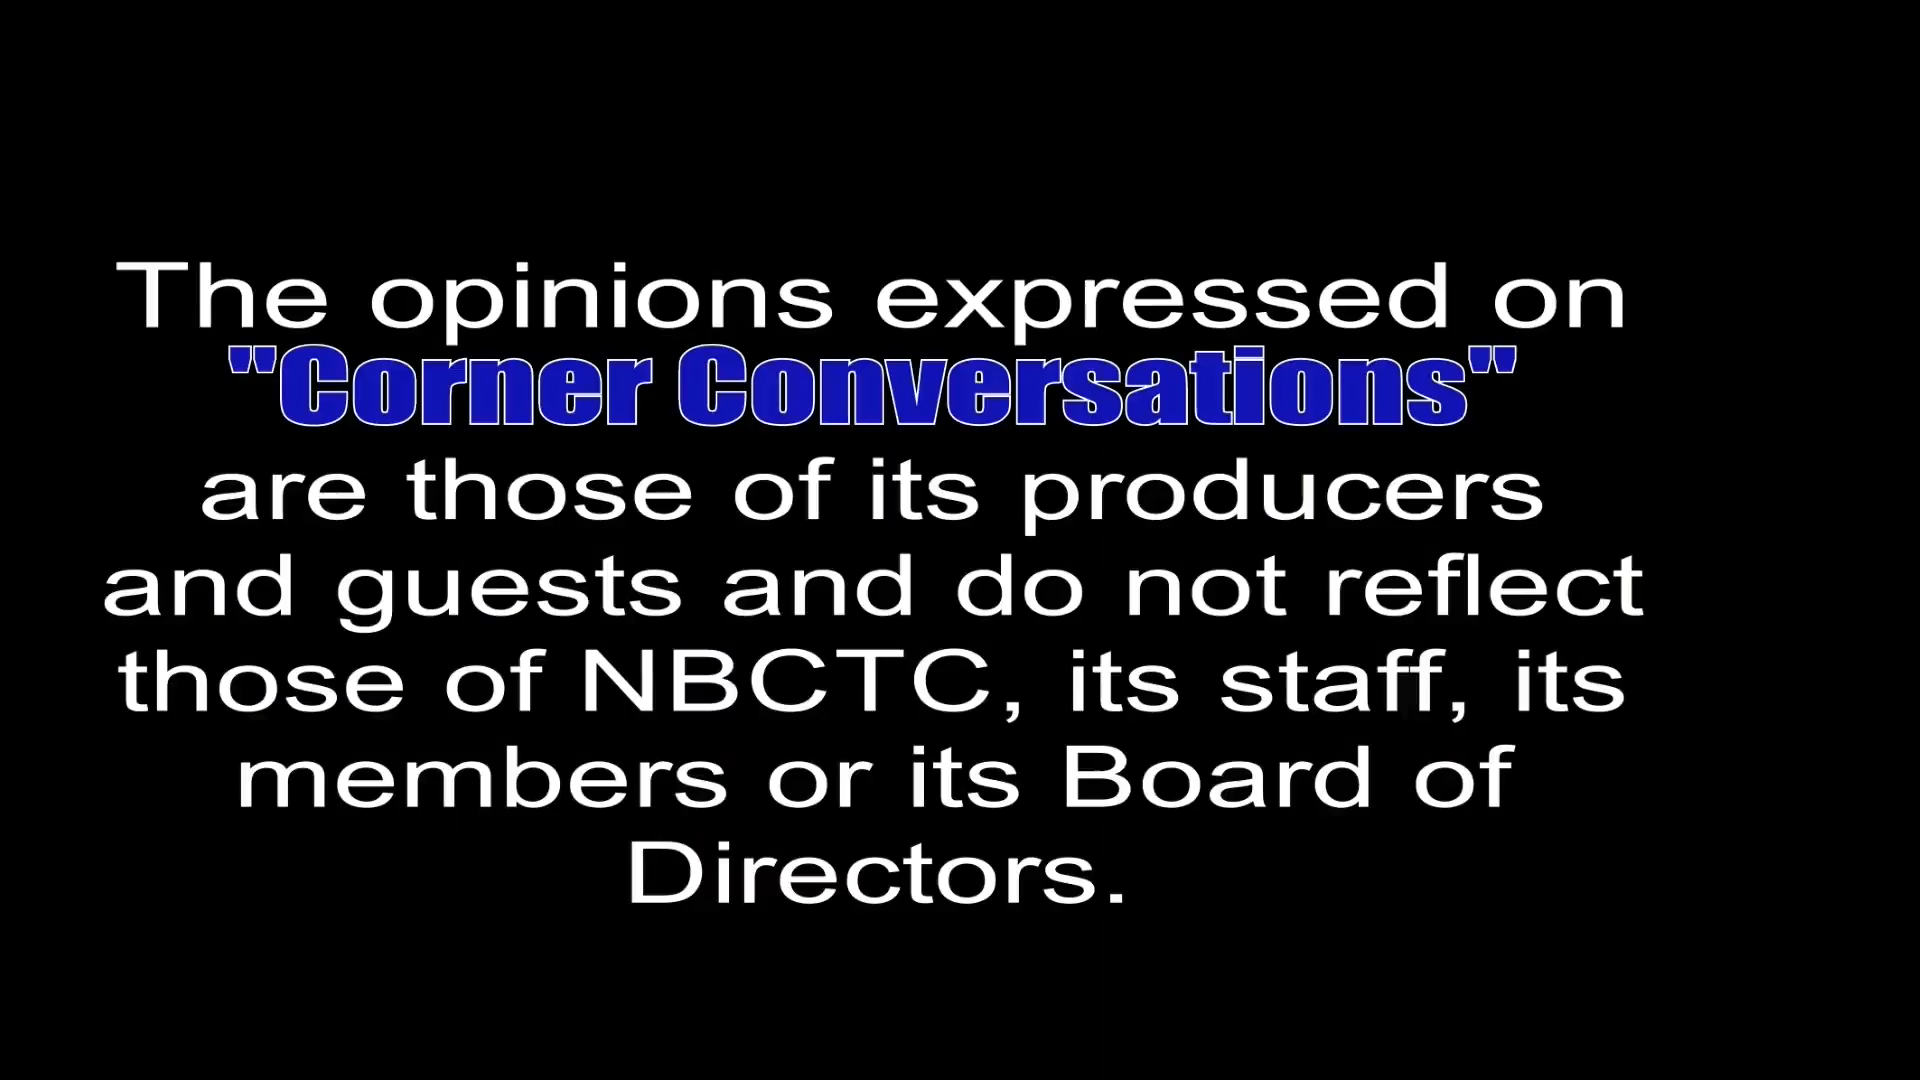 The opinions expressed on
"Corner Conversations"
are those of its producers
and guests and do not reflect
those of NBCTC, its staff, its
members or its Board of
Directors.